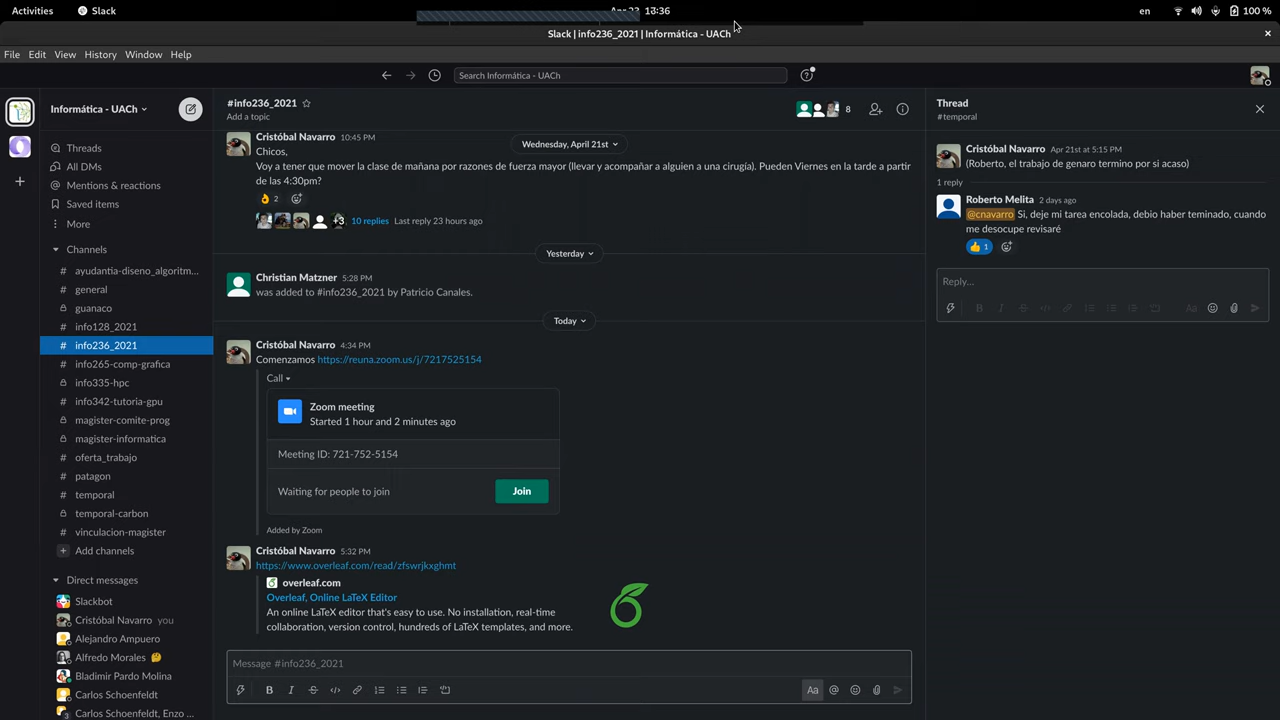 Activities Slack Apr 23 13:36 en 100 %
Slack | info236_2021 | Informática - UACh
File Edit View History Window Help
Search Informática - UACh
Informática - UACh
Threads
All DMs
Mentions & reactions
Saved items
More
Channels
# ayudantia-diseno_algoritm...
# general
guanaco
# info128_2021
# info236_2021
# info265-comp-grafica
info335-hpc
# info342-tutoria-gpu
magister-comite-prog
magister-informatica
# oferta_trabajo
# patagon
# temporal
temporal-carbon
# vinculacion-magister
Add channels
Direct messages
Slackbot
Cristóbal Navarro you
Alejandro Ampuero
Alfredo Morales
Bladimir Pardo Molina
Carlos Schoenfeldt
3 Carlos Schoenfeldt, Enzo ...
#info236_2021
Add a topic
8
Wednesday, April 21st
Cristóbal Navarro 10:45 PM
Chicos,
Voy a tener que mover la clase de mañana por razones de fuerza mayor (llevar y acompañar a alguien a una cirugía). Pueden Viernes en la tarde a partir
de las 4:30pm?
2
+3 10 replies Last reply 23 hours ago
Yesterday
Christian Matzner 5:28 PM
was added to #info236_2021 by Patricio Canales.
Today
Cristóbal Navarro 4:34 PM
Comenzamos https://reuna.zoom.us/j/7217525154
Call
Zoom meeting
Started 1 hour and 2 minutes ago
Meeting ID: 721-752-5154
Waiting for people to join Join
Added by Zoom
Cristóbal Navarro 5:32 PM
https://www.overleaf.com/read/zfswrjkxghmt
overleaf.com
Overleaf, Online LaTeX Editor
An online LaTeX editor that's easy to use. No installation, real-time
collaboration, version control, hundreds of LaTeX templates, and more.
Message #info236_2021
B I S Aa @
Thread
#temporal
Cristóbal Navarro Apr 21st at 5:15 PM
(Roberto, el trabajo de genaro termino por si acaso)
1 reply
Roberto Melita 2 days ago
@cnavarro Si, deje mi tarea encolada, debio haber teminado, cuando
me desocupe revisaré
1
Reply...
B I S Aa @